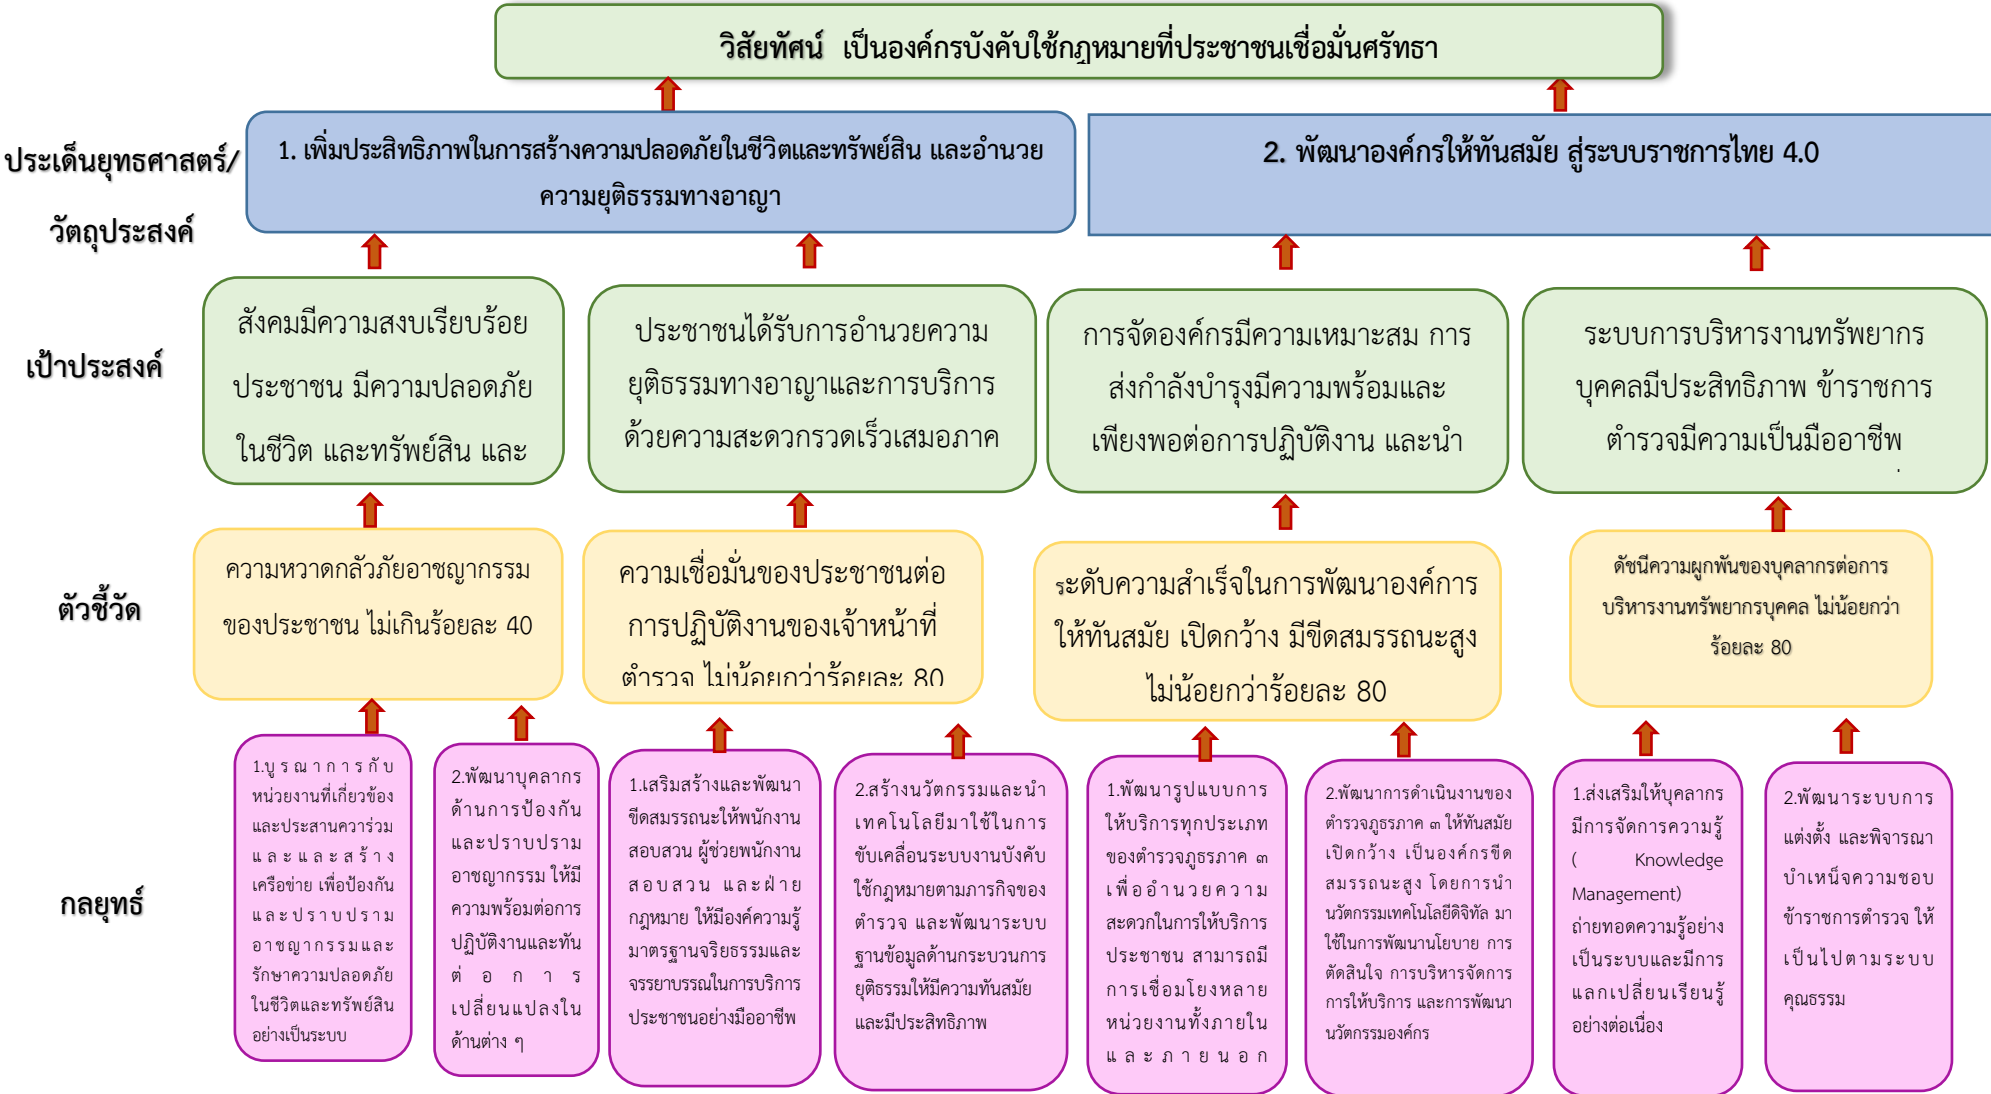 วิสัยทัศน์ เป็นองค์กรบังคับใช้กฎหมายที่ประชาชนเชื่อมั่นศรัทธา
ประเด็นยุทธศาสตร์/
วัตถุประสงค์
1. เพิ่มประสิทธิภาพในการสร้างความปลอดภัยในชีวิตและทรัพย์สิน และอำนวย
ความยุติธรรมทางอาญา
2. พัฒนาองค์กรให้ทันสมัย สู่ระบบราชการไทย 4.0
เป้าประสงค์
สังคมมีความสงบเรียบร้อย
ประชาชน มีความปลอดภัย
ในชีวิต และทรัพย์สิน และ
ประชาชนได้รับการอำนวยความ
ยุติธรรมทางอาญาและการบริการ
ด้วยความสะดวกรวดเร็วเสมอภาค
การจัดองค์กรมีความเหมาะสม การ
ส่งกำลังบำรุงมีความพร้อมและ
เพียงพอต่อการปฏิบัติงาน และนำ
ระบบการบริหารงานทรัพยากร
บุคคลมีประสิทธิภาพ ข้าราชการ
ตำรวจมีความเป็นมืออาชีพ
ตัวชี้วัด
ความหวาดกลัวภัยอาชญากรรม
ของประชาชน ไม่เกินร้อยละ 40
ความเชื่อมั่นของประชาชนต่อ
การปฏิบัติงานของเจ้าหน้าที่
ตำรวจ ไม่น้อยกว่าร้อยละ 80
ระดับความสำเร็จในการพัฒนาองค์การ
ให้ทันสมัย เปิดกว้าง มีขีดสมรรถนะสูง
ไม่น้อยกว่าร้อยละ 80
ดัชนีความผูกพันของบุคลากรต่อการ
บริหารงานทรัพยากรบุคคล ไม่น้อยกว่า
ร้อยละ 80
กลยุทธ์
1.บูรณาการกับ
หน่วยงานที่เกี่ยวข้อง
และประสานควาร่วม
และและสร้าง
เครือข่าย เพื่อป้องกัน
และปราบปราม
อาชญากรรมและ
รักษาความปลอดภัย
ในชีวิตและทรัพย์สิน
อย่างเป็นระบบ
2.พัฒนาบุคลากร
ด้านการป้องกัน
และปราบปราม
อาชญากรรม ให้มี
ความพร้อมต่อการ
ปฏิบัติงานและทัน
ต่อการ
เปลี่ยนแปลงใน
ด้านต่าง ๆ
1.เสริมสร้างและพัฒนา
ขีดสมรรถนะให้พนักงาน
สอบสวน ผู้ช่วยพนักงาน
สอบสวน และฝ่าย
กฎหมาย ให้มีองค์ความรู้
มาตรฐานจริยธรรมและ
จรรยาบรรณในการบริการ
ประชาชนอย่างมืออาชีพ
2.สร้างนวัตกรรมและนำ
เทคโนโลยีมาใช้ในการ
ขับเคลื่อนระบบงานบังคับ
ใช้กฎหมายตามภารกิจของ
ตำรวจ และพัฒนาระบบ
ฐานข้อมูลด้านกระบวนการ
ยุติธรรมให้มีความทันสมัย
และมีประสิทธิภาพ
1.พัฒนารูปแบบการ
ให้บริการทุกประเภท
ของตำรวจภูธรภาค ๓
เพื่ออำนวยความ
สะดวกในการให้บริการ
ประชาชน สามารถมี
การเชื่อมโยงหลาย
หน่วยงานทั้งภายใน
และภายนอก
2.พัฒนาการดำเนินงานของ
ตำรวจภูธรภาค ๓ ให้ทันสมัย
เปิดกว้าง เป็นองค์กรขีด
สมรรถนะสูง โดยการนำ
นวัตกรรมเทคโนโลยีดิจิทัล มา
ใช้ในการพัฒนานโยบาย การ
ตัดสินใจ การบริหารจัดการ
การให้บริการ และการพัฒนา
นวัตกรรมองค์กร
1.ส่งเสริมให้บุคลากร
มีการจัดการความรู้
( Knowledge
Management)
ถ่ายทอดความรู้อย่าง
เป็นระบบและมีการ
แลกเปลี่ยนเรียนรู้
อย่างต่อเนื่อง
2.พัฒนาระบบการ
แต่งตั้ง และพิจารณา
บำเหน็จความชอบ
ข้าราชการตำรวจ ให้
เป็นไปตามระบบ
คุณธรรม